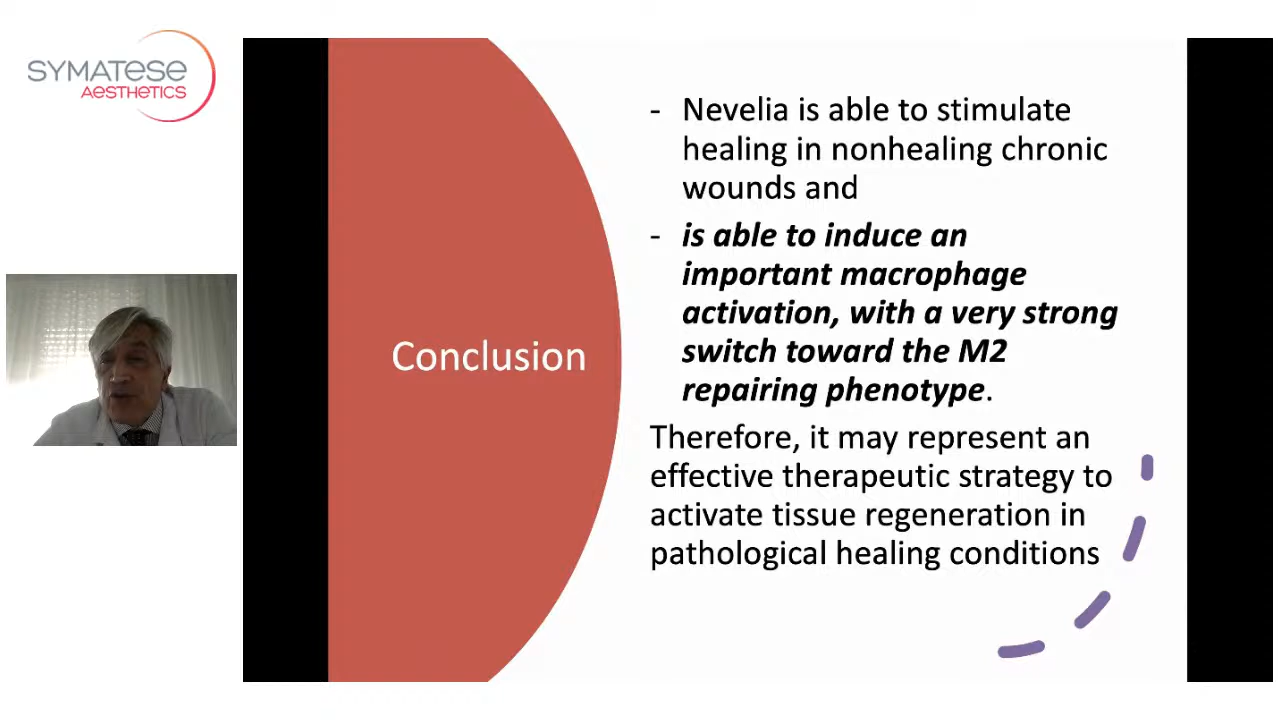 SYMATESE
AESTHETICS
- Nevelia is able to stimulate
healing in nonhealing chronic
wounds and
- is able to induce an
important macrophage
activation, with a very strong
switch toward the M2
repairing phenotype.
Conclusion
Therefore, it may represent an
effective therapeutic strategy to
activate tissue regeneration in
pathological healing conditions